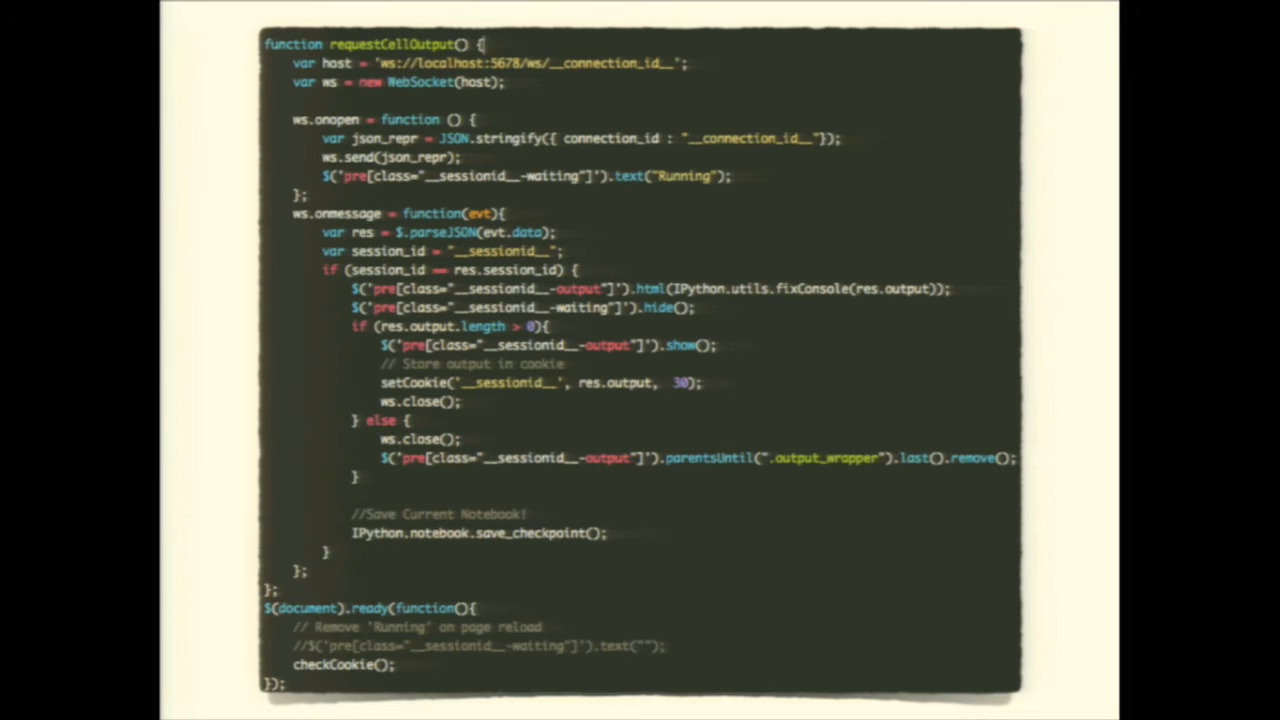 function requestCellOutput() {
    var host = 'ws://localhost:5678/ws/__connection_id__';
    var ws = new WebSocket(host);

    ws.onopen = function () {
        var json_repr = JSON.stringify({ connection_id : "__connection_id__"});
        ws.send(json_repr);
        $('pre[class="__sessionid__-waiting"]').text("Running");
    };
    ws.onmessage = function(evt){
        var res = $.parseJSON(evt.data);
        var session_id = "__sessionid__";
        if (session_id == res.session_id) {
            $('pre[class="__sessionid__-output"]').html(IPython.utils.fixConsole(res.output));
            $('pre[class="__sessionid__-waiting"]').hide();
            if (res.output.length > 0){
                $('pre[class="__sessionid__-output"]').show();
                // Store output in cookie
                setCookie('__sessionid__', res.output,  30);
                ws.close();
            } else {
                ws.close();
                $('pre[class="__sessionid__-output"]').parentsUntil(".output_wrapper").last().remove();
            }

            //Save Current Notebook!
            IPython.notebook.save_checkpoint();
        }
    };
};
$(document).ready(function(){
    // Remove 'Running' on page reload
    //$('pre[class="__sessionid__-waiting"]').text("");
    checkCookie();
});